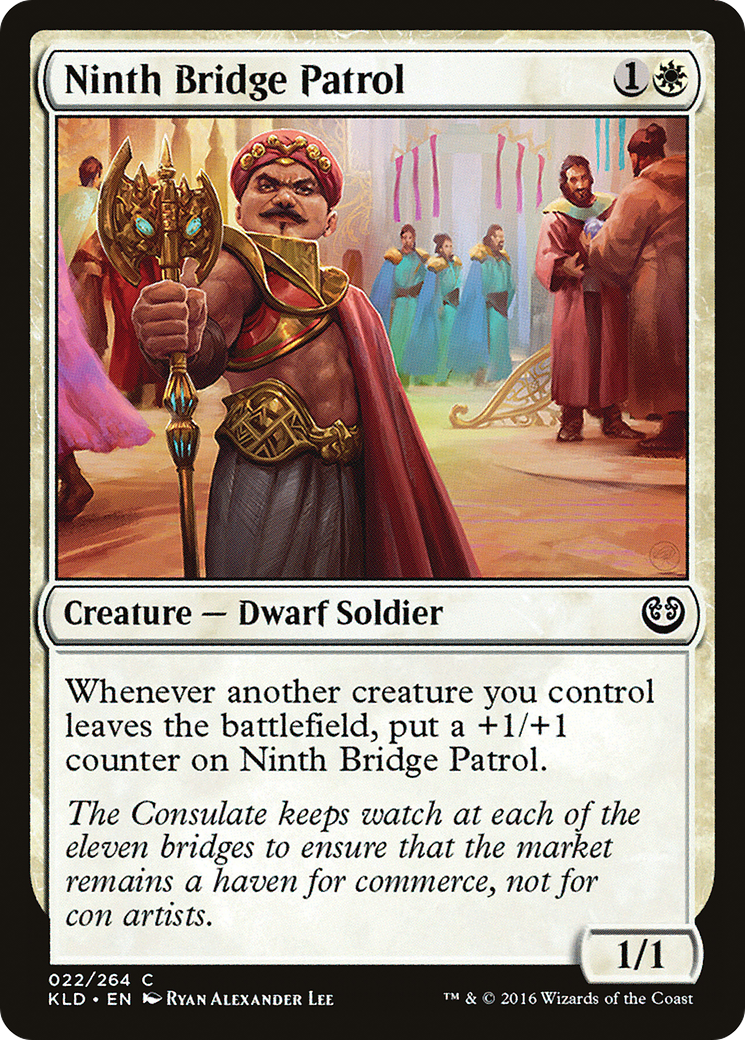 Ninth Bridge Patrol 1
Creature — Dwarf Soldier
Whenever another creature you control
leaves the battlefield, put a +1/+1
counter on Ninth Bridge Patrol.
The Consulate keeps watch at each of the
eleven bridges to ensure that the market
remains a haven for commerce, not for
con artists.
1/1
022/264 C
KLD • EN Ryan Alexander Lee
™ & © 2016 Wizards of the Coast